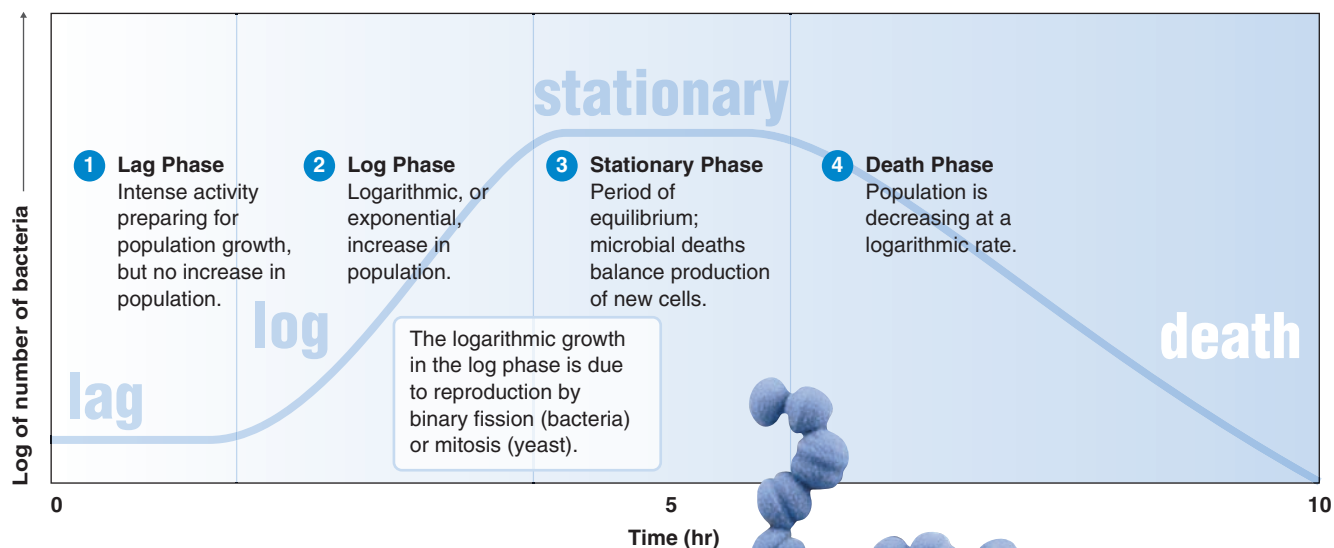 Log of number of bacteria
stationary
1 Lag Phase
Intense activity
preparing for
population growth,
but no increase in
population.
2 Log Phase
Logarithmic, or
exponential,
increase in
population.
3 Stationary Phase
Period of
equilibrium;
microbial deaths
balance production
of new cells.
4 Death Phase
Population is
decreasing at a
logarithmic rate.
lag
log
death
The logarithmic growth
in the log phase is due
to reproduction by
binary fission (bacteria)
or mitosis (yeast).
0
5
10
Time (hr)